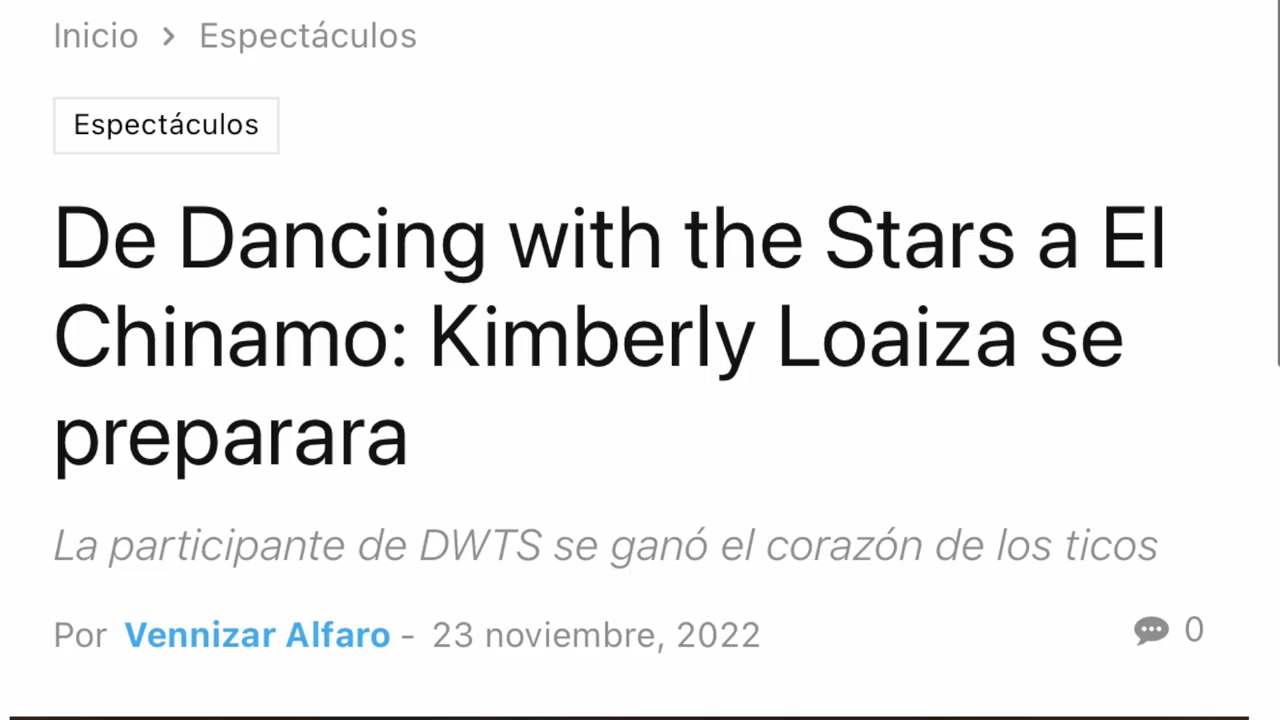 Inicio > Espectáculos
Espectáculos
De Dancing with the Stars a El
Chinamo: Kimberly Loaiza se
preparara
La participante de DWTS se ganó el corazón de los ticos
Por Vennizar Alfaro - 23 noviembre, 2022
0